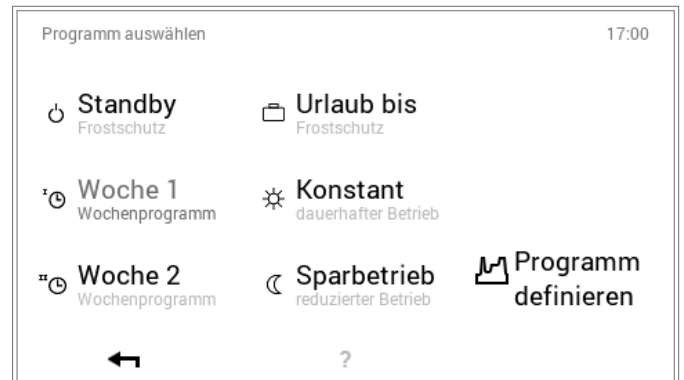 Programm auswählen 17:00
Standby
Frostschutz
Urlaub bis
Frostschutz
Woche 1
Wochenprogramm
Konstant
dauerhafter Betrieb
Woche 2
Wochenprogramm
Sparbetrieb
reduzierter Betrieb
Programm
definieren
?